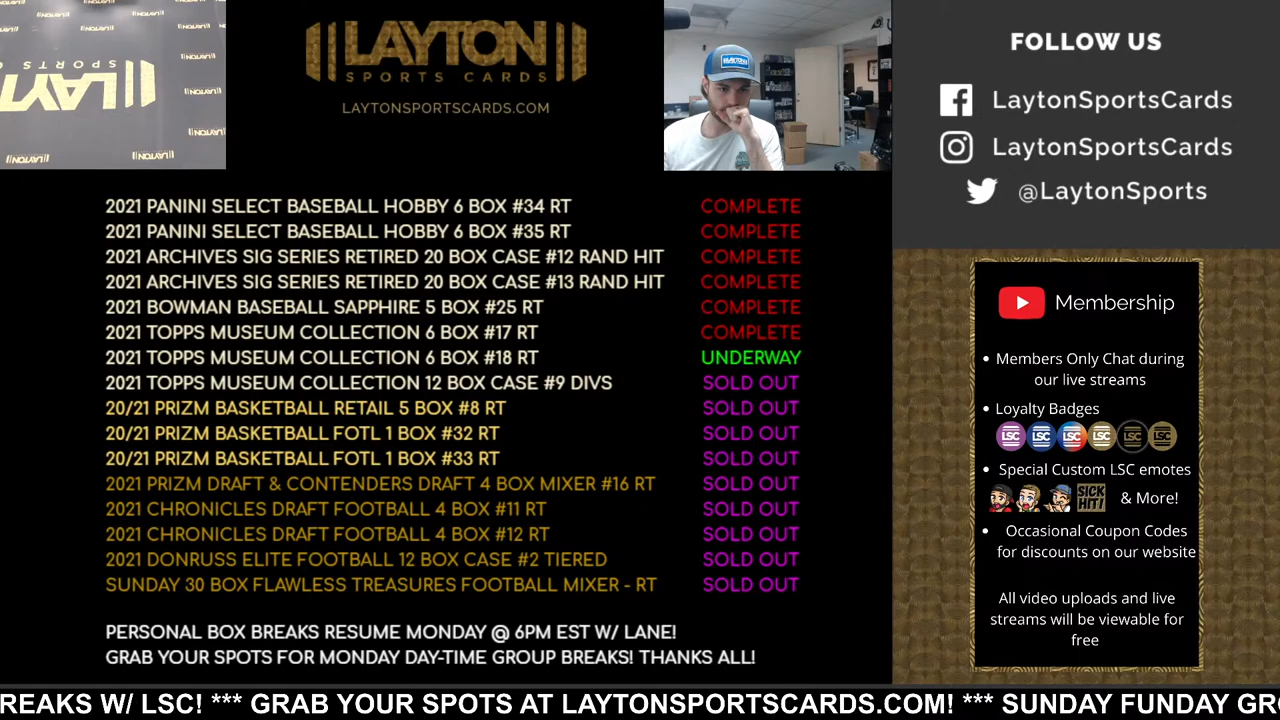 LAYTON
SPORTS CARDS
LAYTONSPORTSCARDS.COM
2021 PANINI SELECT BASEBALL HOBBY 6 BOX #34 RT COMPLETE
2021 PANINI SELECT BASEBALL HOBBY 6 BOX #35 RT COMPLETE
2021 ARCHIVES SIG SERIES RETIRED 20 BOX CASE #12 RAND HIT COMPLETE
2021 ARCHIVES SIG SERIES RETIRED 20 BOX CASE #13 RAND HIT COMPLETE
2021 BOWMAN BASEBALL SAPPHIRE 5 BOX #25 RT COMPLETE
2021 TOPPS MUSEUM COLLECTION 6 BOX #17 RT COMPLETE
2021 TOPPS MUSEUM COLLECTION 6 BOX #18 RT UNDERWAY
2021 TOPPS MUSEUM COLLECTION 12 BOX CASE #9 DIVS SOLD OUT
20/21 PRIZM BASKETBALL RETAIL 5 BOX #8 RT SOLD OUT
20/21 PRIZM BASKETBALL FOTL 1 BOX #32 RT SOLD OUT
20/21 PRIZM BASKETBALL FOTL 1 BOX #33 RT SOLD OUT
2021 PRIZM DRAFT & CONTENDERS DRAFT 4 BOX MIXER #16 RT SOLD OUT
2021 CHRONICLES DRAFT FOOTBALL 4 BOX #11 RT SOLD OUT
2021 CHRONICLES DRAFT FOOTBALL 4 BOX #12 RT SOLD OUT
2021 DONRUSS ELITE FOOTBALL 12 BOX CASE #2 TIERED SOLD OUT
SUNDAY 30 BOX FLAWLESS TREASURES FOOTBALL MIXER - RT SOLD OUT
PERSONAL BOX BREAKS RESUME MONDAY @ 6PM EST W/ LANE!
GRAB YOUR SPOTS FOR MONDAY DAY-TIME GROUP BREAKS! THANKS ALL!
FOLLOW US
LaytonSportsCards
LaytonSportsCards
@LaytonSports
Membership
• Members Only Chat during
our live streams
• Loyalty Badges
LSC LSC LSC LSC LSC LSC
• Special Custom LSC emotes
SICK HIT! & More!
• Occasional Coupon Codes
for discounts on our website
All video uploads and live
streams will be viewable for
free
REAKS W/ LSC! *** GRAB YOUR SPOTS AT LAYTONSPORTSCARDS.COM! *** SUNDAY FUNDAY GR